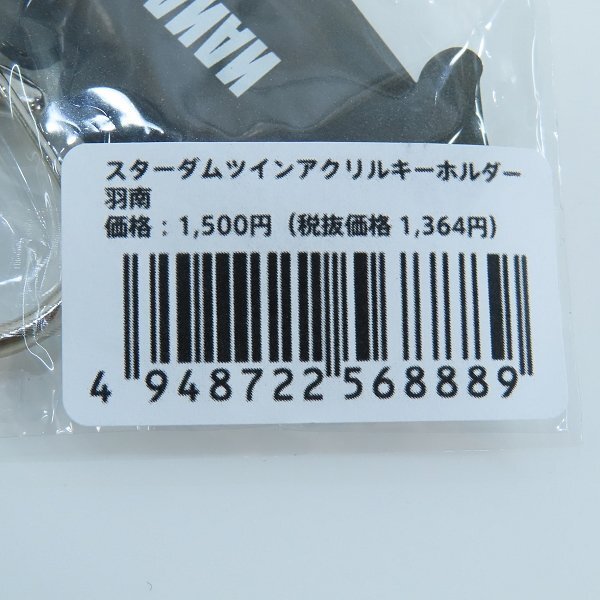 スターダムツインアクリルキーホルダー
羽南
価格：1,500円（税抜価格 1,364円）
4 948722 568889